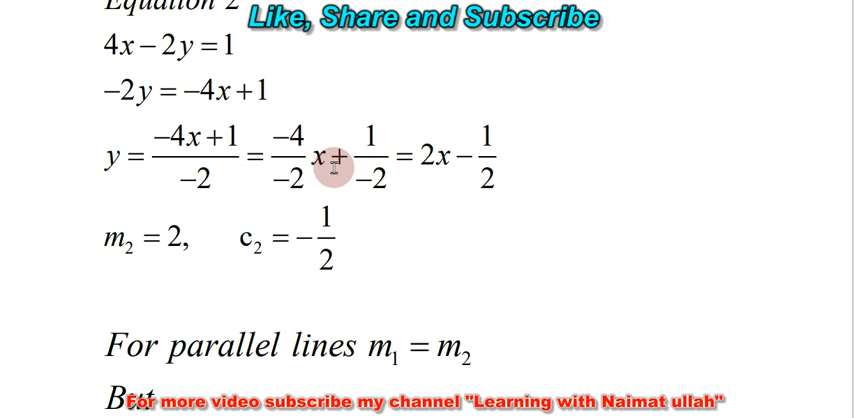 Equation 2
Like, Share and Subscribe
4x − 2y = 1
−2y = −4x + 1
y = (−4x + 1)/(−2) = (−4)/(−2) x + 1/(−2) = 2x − 1/2
m₂ = 2, c₂ = −1/2
For parallel lines m₁ = m₂
But
For more video subscribe my channel "Learning with Naimat ullah"